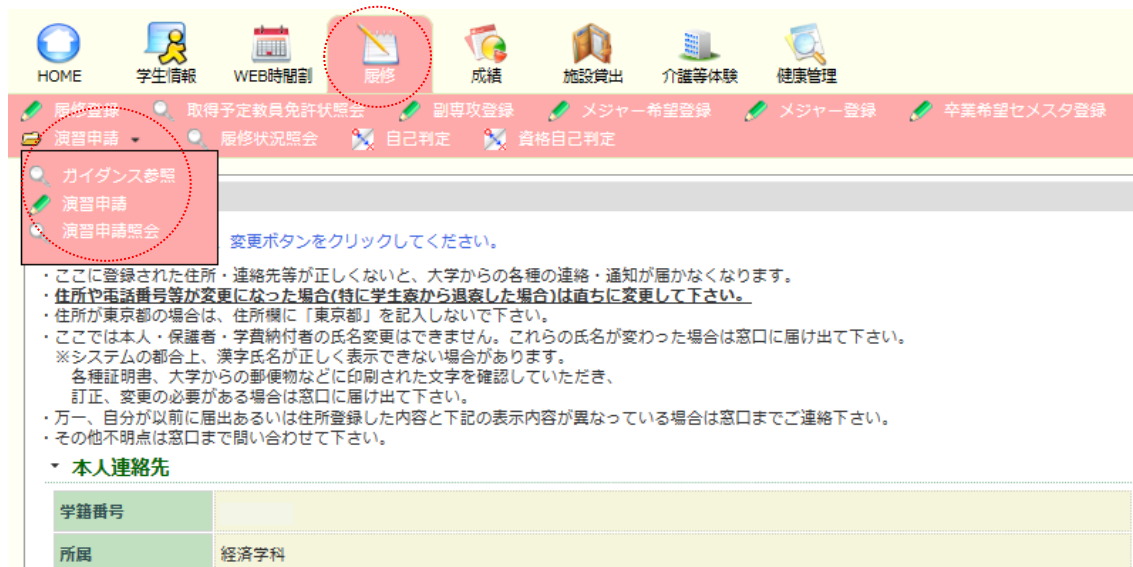 HOME 学生情報 WEB時間割 履修 成績 施設貸出 介護等体験 健康管理
履修登録 取得予定教員免許状照会 副専攻登録 メジャー希望登録 メジャー登録 卒業希望セメスタ登録
演習申請 履修状況照会 自己判定 資格自己判定
ガイダンス参照
演習申請
演習申請照会
変更ボタンをクリックしてください。
・ここに登録された住所・連絡先等が正しくないと、大学からの各種の連絡・通知が届かなくなります。
・住所や電話番号等が変更になった場合(特に学生寮から退寮した場合)は直ちに変更して下さい。
・住所が東京都の場合は、住所欄に「東京都」を記入しないで下さい。
・ここでは本人・保護者・学費納付者の氏名変更はできません。これらの氏名が変わった場合は窓口に届け出て下さい。
※システムの都合上、漢字氏名が正しく表示できない場合があります。
各種証明書、大学からの郵便物などに印刷された文字を確認していただき、
訂正、変更の必要がある場合は窓口に届け出て下さい。
・万一、自分が以前に届出あるいは住所登録した内容と下記の表示内容が異なっている場合は窓口までご連絡下さい。
・その他不明点は窓口まで問い合わせて下さい。
本人連絡先
学籍番号
所属 経済学科